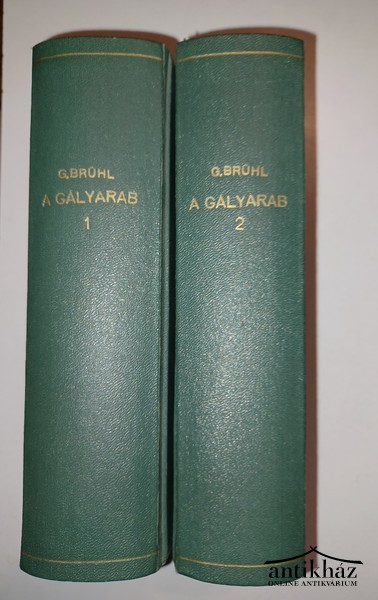 G.BRÜHL
A GÁLYARAB
1
G.BRÜHL
A GÁLYARAB
2
antikház
ONLINE ANTIKVÁRIUM